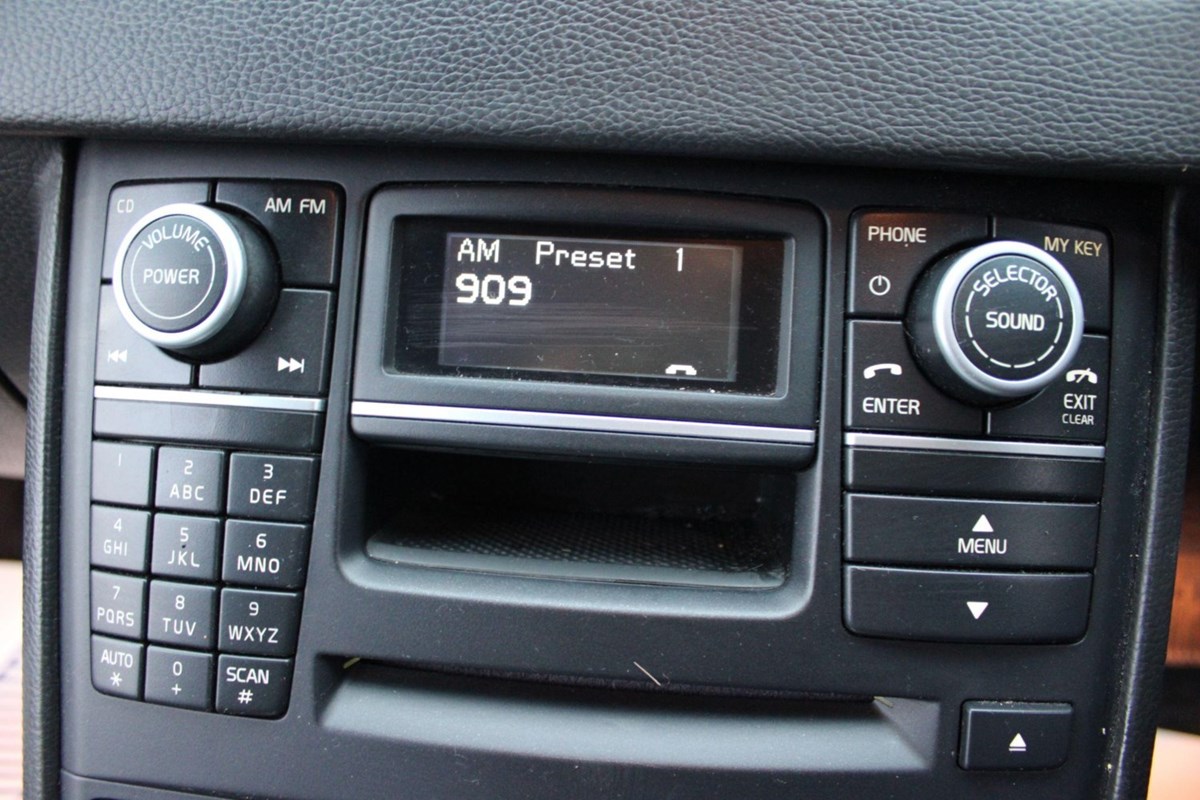 CD
AM FM
VOLUME
POWER
AM Preset 1
909
PHONE
MY KEY
SELECTOR
SOUND
ENTER
EXIT
CLEAR
1
2
ABC
3
DEF
4
GHI
5
JKL
6
MNO
7
PQRS
8
TUV
9
WXYZ
AUTO
*
0
+
SCAN
#
MENU